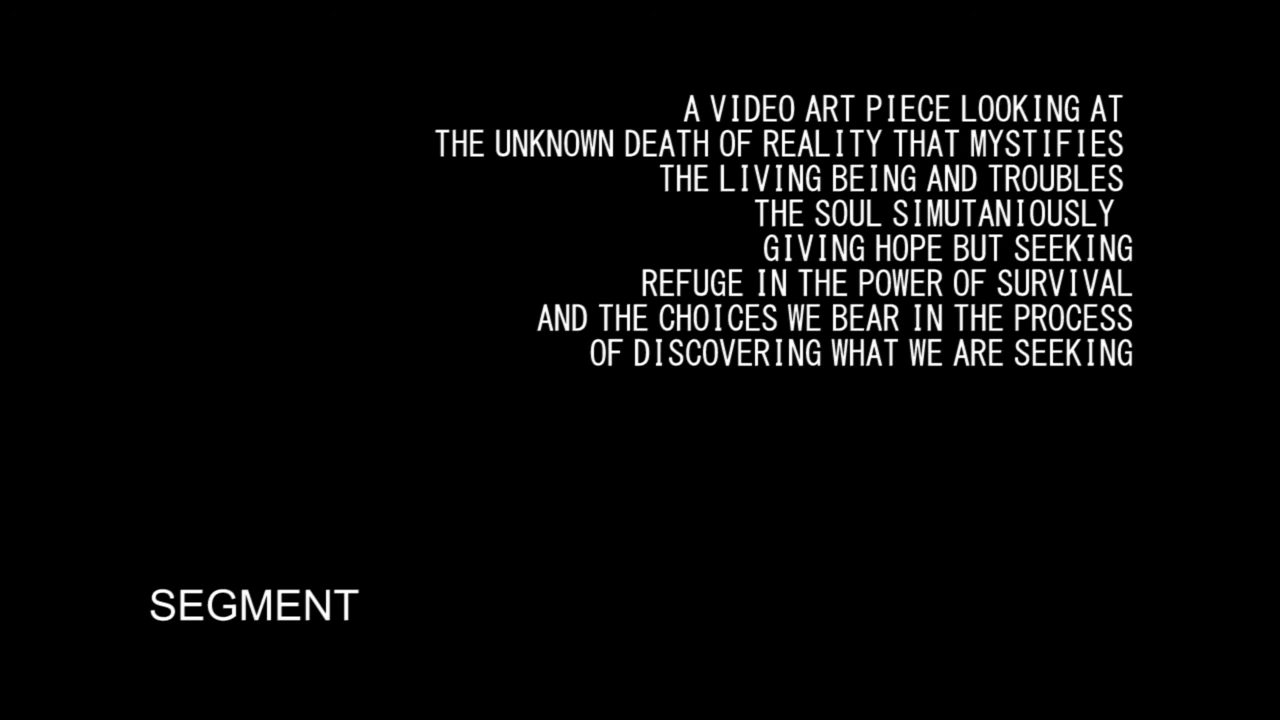 A VIDEO ART PIECE LOOKING AT
THE UNKNOWN DEATH OF REALITY THAT MYSTIFIES
THE LIVING BEING AND TROUBLES
THE SOUL SIMUTANIOUSLY
GIVING HOPE BUT SEEKING
REFUGE IN THE POWER OF SURVIVAL
AND THE CHOICES WE BEAR IN THE PROCESS
OF DISCOVERING WHAT WE ARE SEEKING
SEGMENT